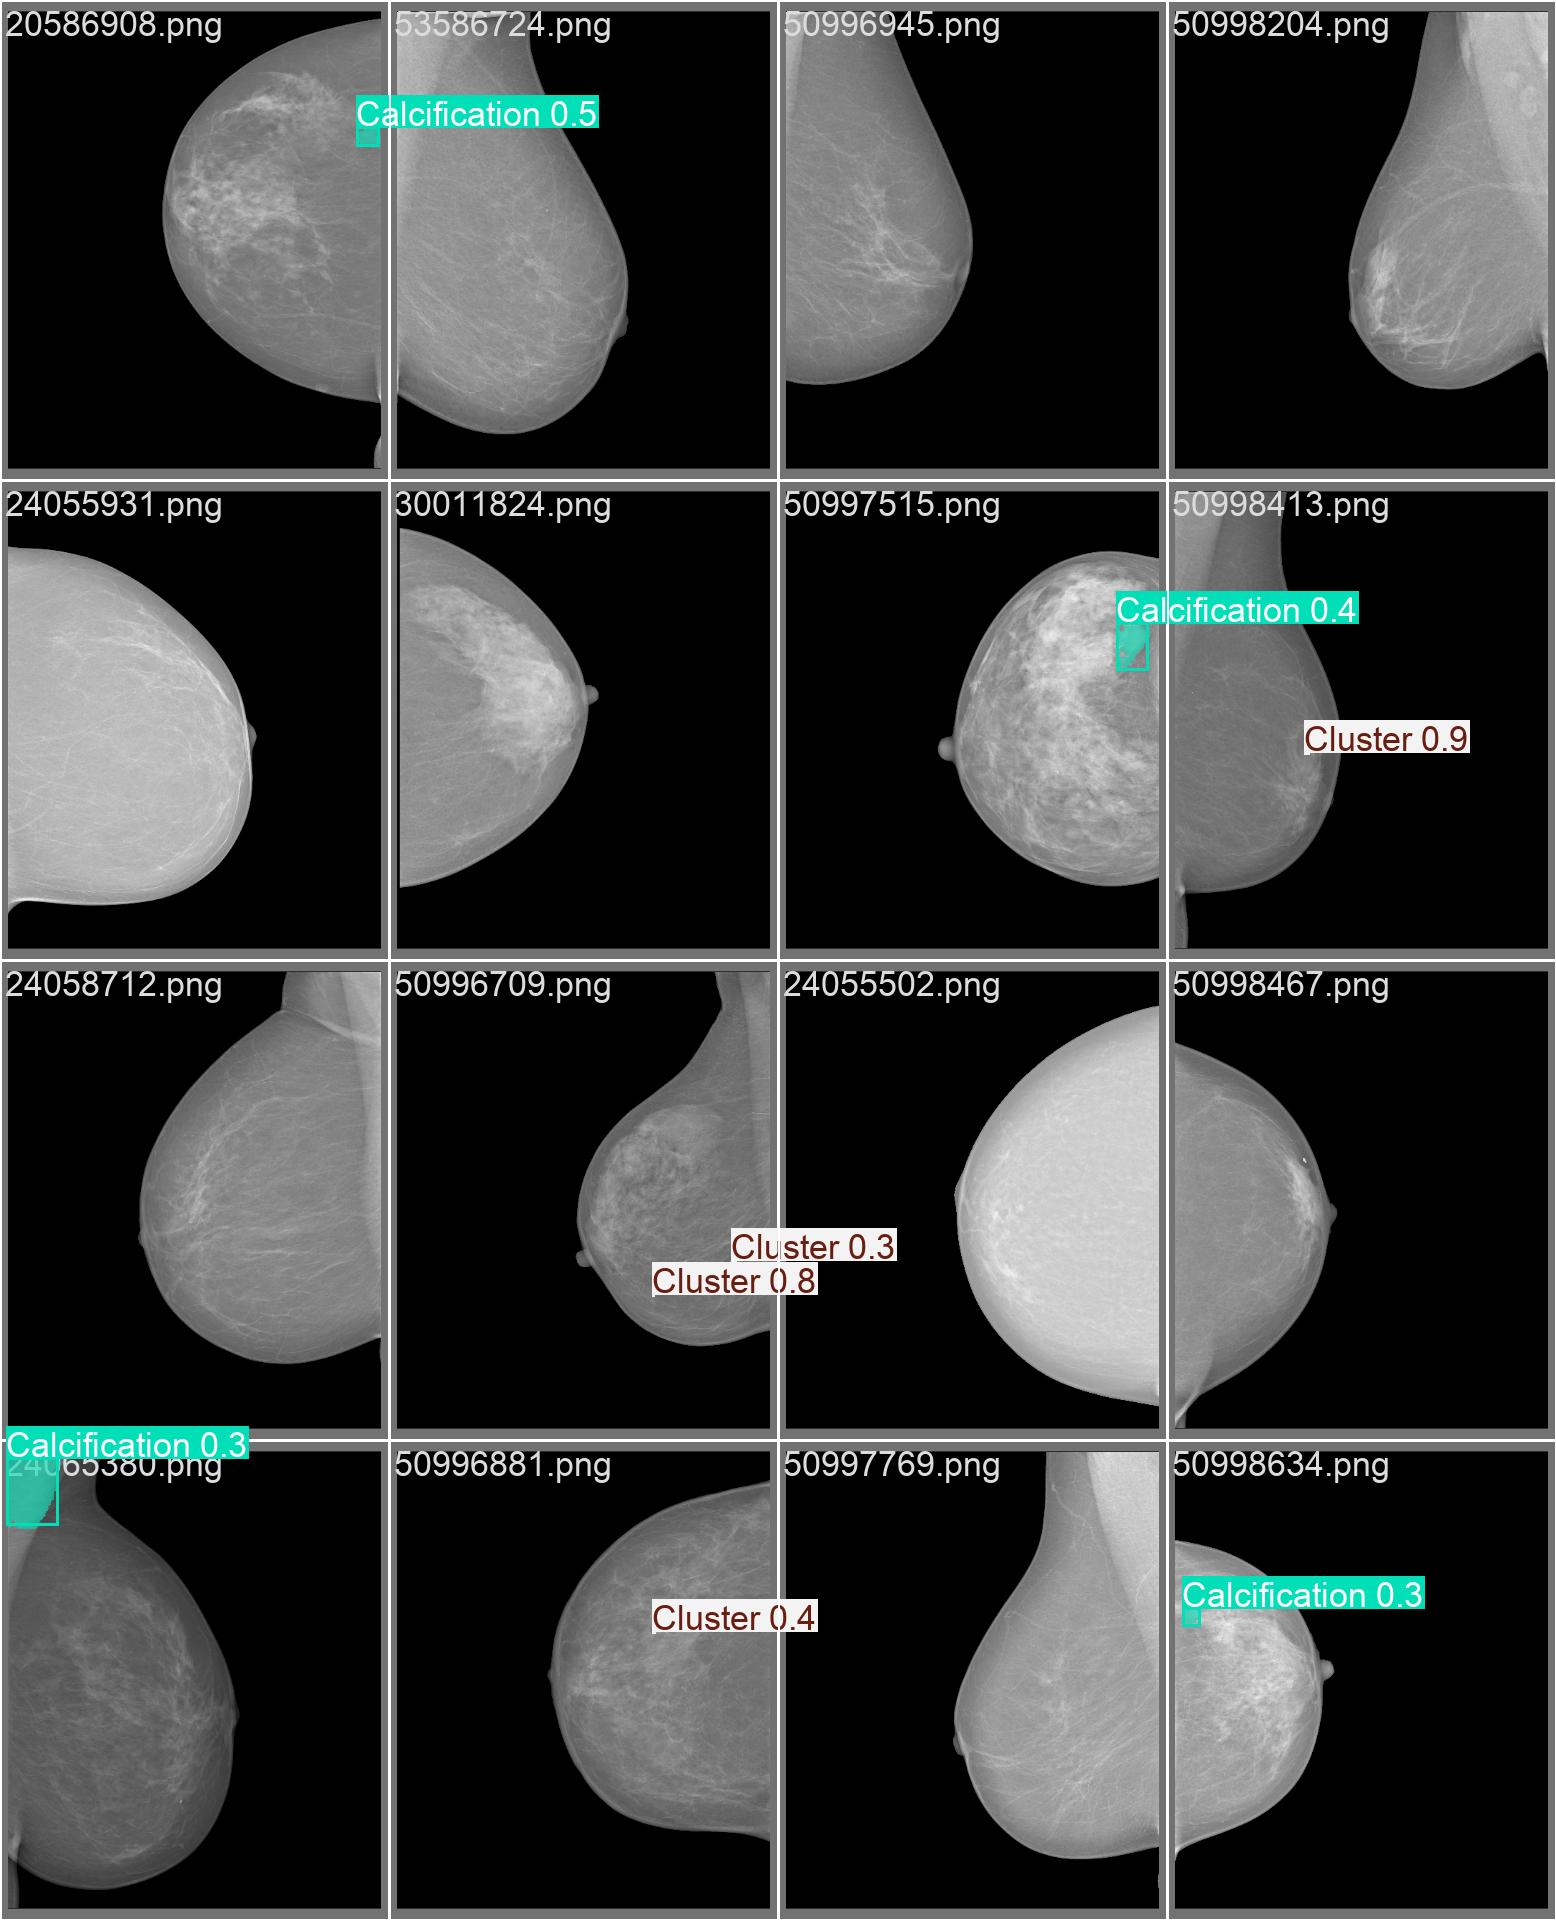 20586908.png
53586724.png
50996945.png
50998204.png
Calcification 0.5
24055931.png
30011824.png
50997515.png
50998413.png
Calcification 0.4
Cluster 0.9
24058712.png
50996709.png
24055502.png
50998467.png
Cluster 0.3
Cluster 0.8
Calcification 0.3
24065380.png
50996881.png
50997769.png
50998634.png
Calcification 0.3
Cluster 0.4